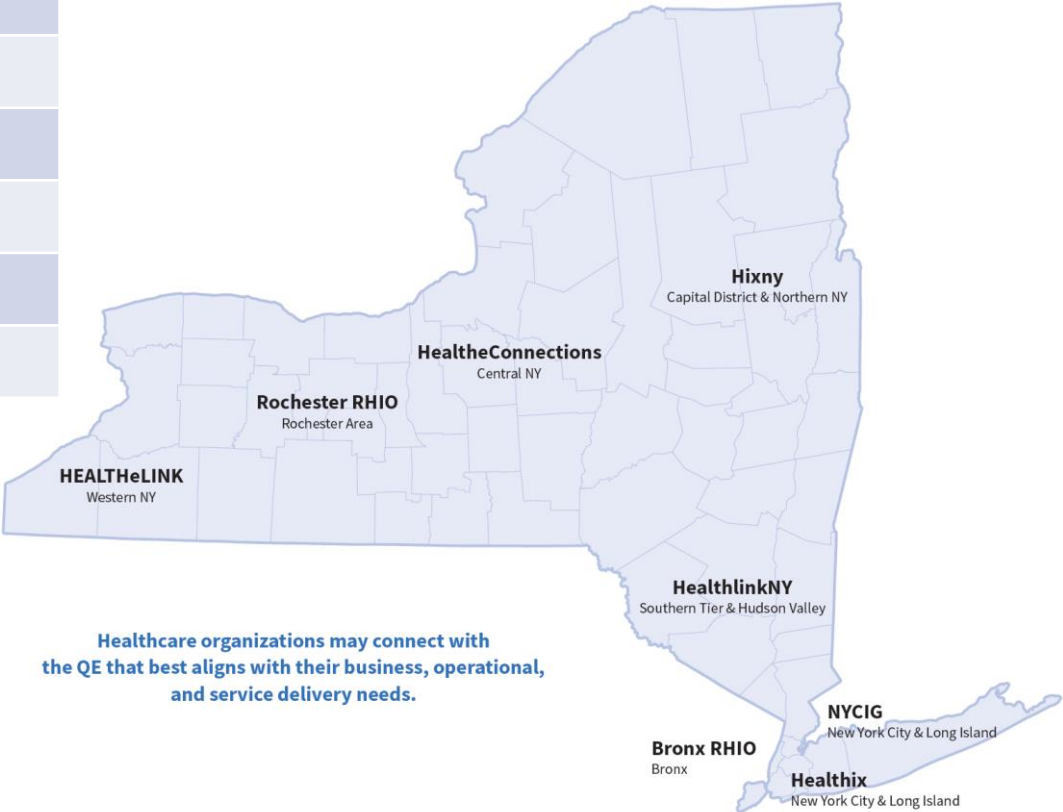 Hixny
Capital District & Northern NY
HealtheConnections
Central NY
Rochester RHIO
Rochester Area
HEALTHeLINK
Western NY
HealthlinkNY
Southern Tier & Hudson Valley
Healthcare organizations may connect with
the QE that best aligns with their business, operational,
and service delivery needs.
NYCIG
New York City & Long Island
Bronx RHIO
Bronx
Healthix
New York City & Long Island